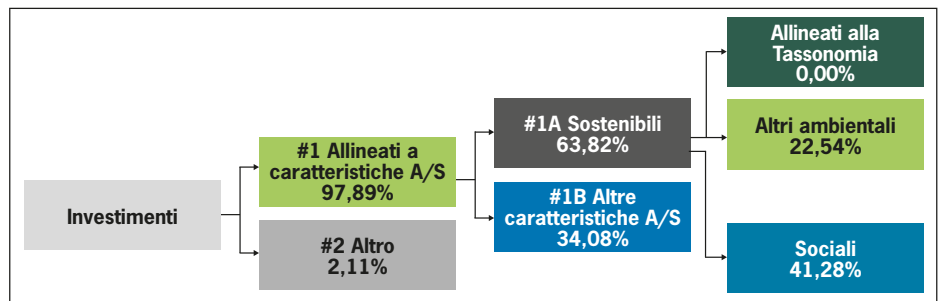 Investimenti
#1 Allineati a
caratteristiche A/S
97,89%
#2 Altro
2,11%
#1A Sostenibili
63,82%
#1B Altre
caratteristiche A/S
34,08%
Allineati alla
Tassonomia
0,00%
Altri ambientali
22,54%
Sociali
41,28%